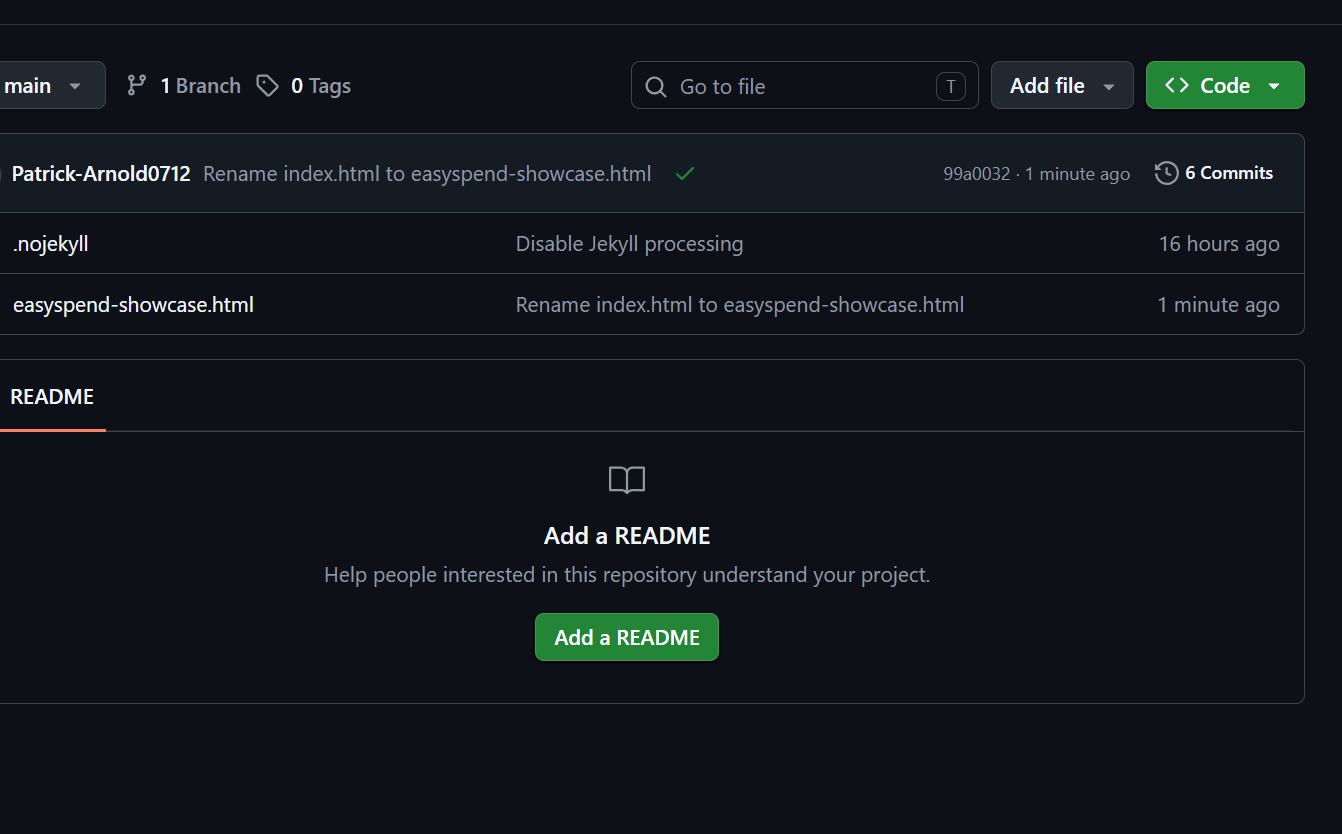 main 1 Branch 0 Tags Go to file T Add file Code
Patrick-Arnold0712 Rename index.html to easyspend-showcase.html 99a0032 · 1 minute ago 6 Commits
.nojekyll Disable Jekyll processing 16 hours ago
easyspend-showcase.html Rename index.html to easyspend-showcase.html 1 minute ago
README
Add a README
Help people interested in this repository understand your project.
Add a README